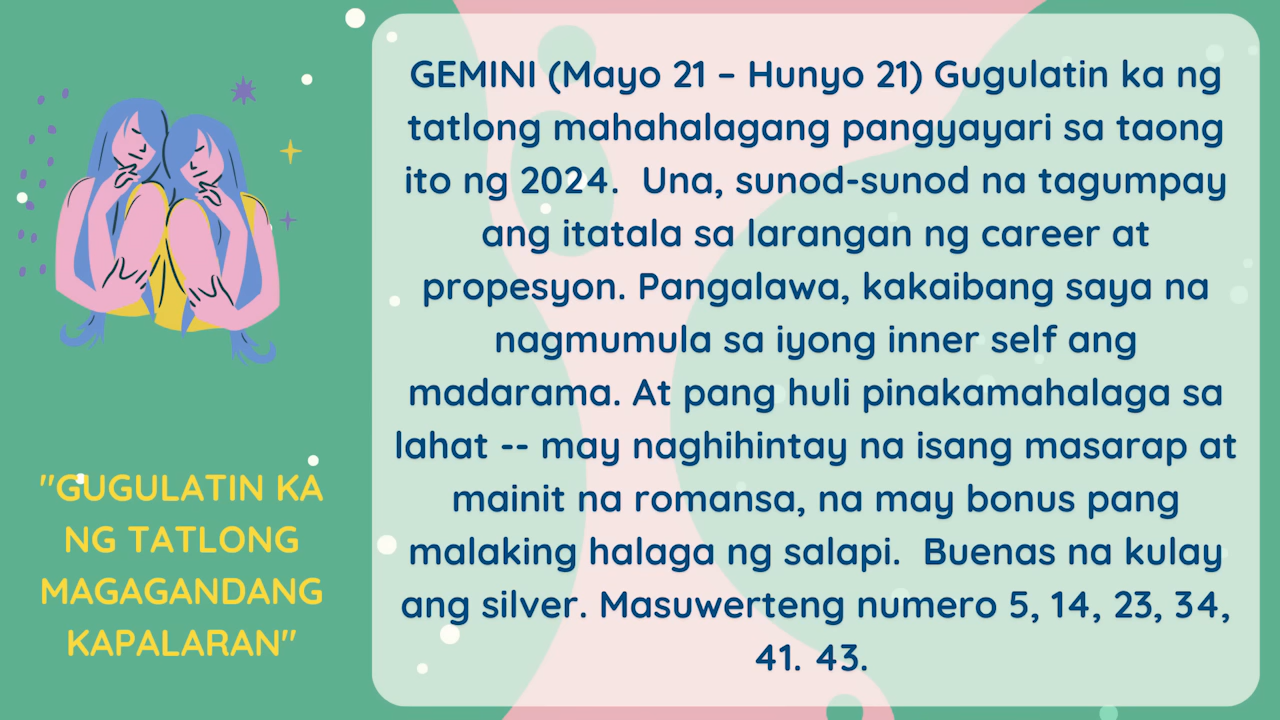 GEMINI (Mayo 21 – Hunyo 21) Gugulatin ka ng
tatlong mahahalagang pangyayari sa taong
ito ng 2024.  Una, sunod-sunod na tagumpay
ang itatala sa larangan ng career at
propesyon. Pangalawa, kakaibang saya na
nagmumula sa iyong inner self ang
madarama. At pang huli pinakamahalaga sa
lahat -- may naghihintay na isang masarap at
mainit na romansa, na may bonus pang
malaking halaga ng salapi.  Buenas na kulay
ang silver. Masuwerteng numero 5, 14, 23, 34,
41. 43.
"GUGULATIN KA
NG TATLONG
MAGAGANDANG
KAPALARAN"